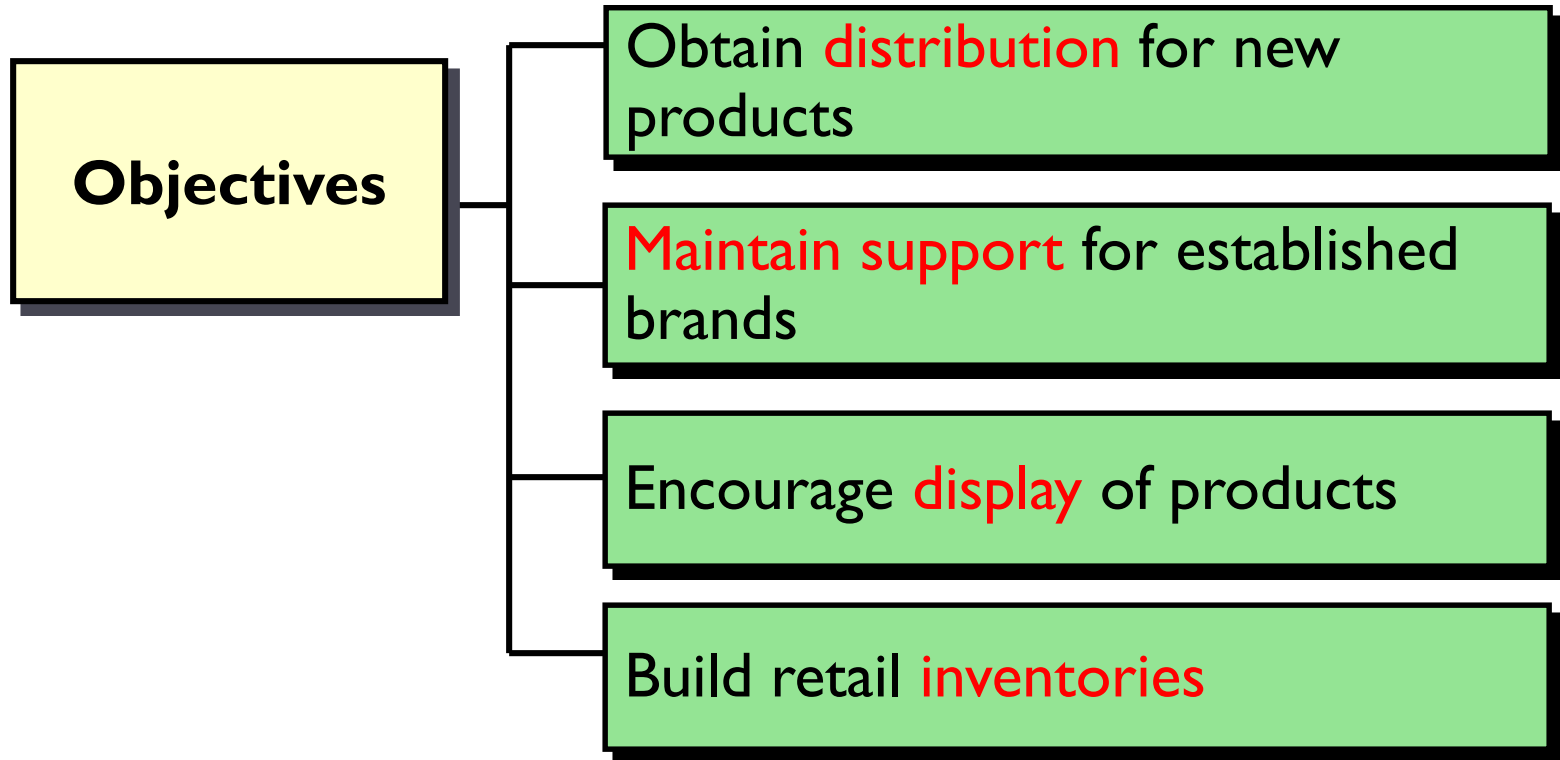 Objectives
Obtain distribution for new
products
Maintain support for established
brands
Encourage display of products
Build retail inventories